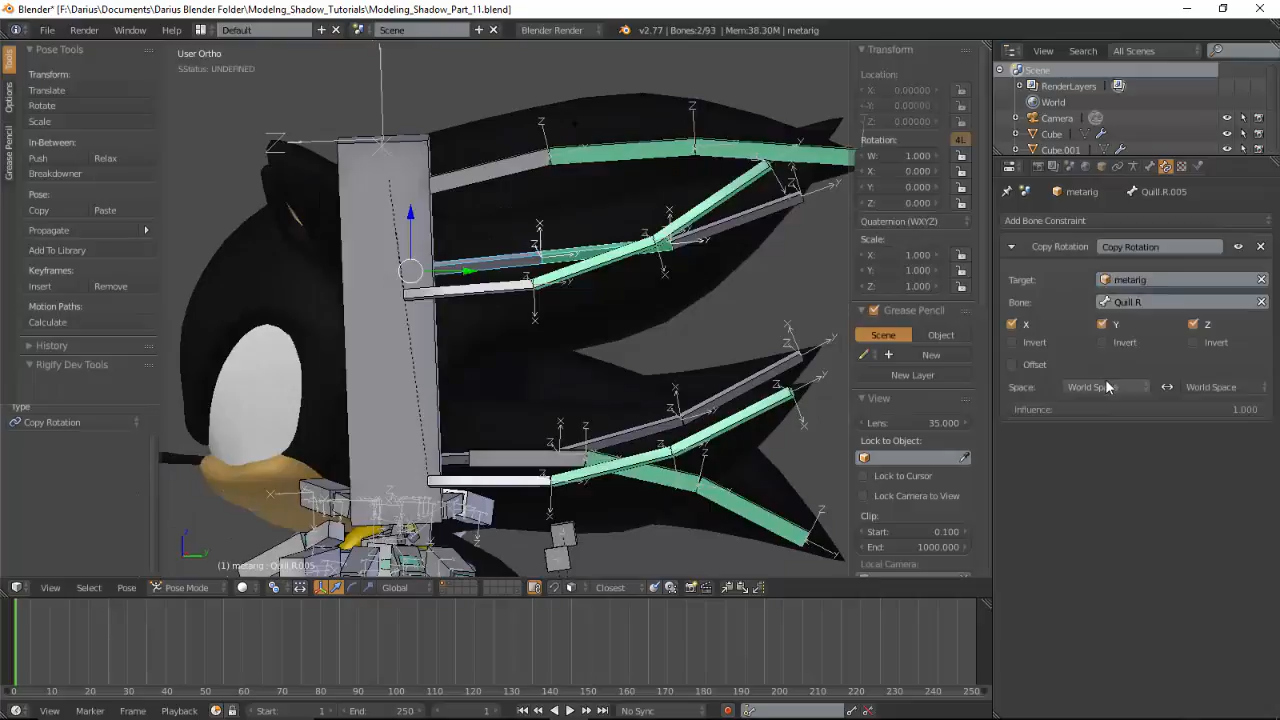 Blender* [F:\Darius\Documents\Darius Blender Folder\Modelng_Shadow_Tutorials\Modeling_Shadow_Part_11.blend]
File Render Window Help Default Scene Blender Render v2.77 | Bones:2/93 | Mem:38.30M | metarig
Tools
Options
Grease Pencil
Pose Tools
Transform:
Translate
Rotate
Scale
In-Between:
Push Relax
Breakdowner
Pose:
Copy Paste
Propagate
Add To Library
Keyframes:
Insert Remove
Motion Paths:
Calculate
History
Rigify Dev Tools
Type
Copy Rotation
User Ortho
SStatus: UNDEFINED
(1) metarig : Quill.R.005
Transform
Location:
X: 0.00000
Y: 0.00000
Z: 0.00000
Rotation: 4L
W: 1.000
X: 0.000
Y: 0.000
Z: 0.000
Quaternion (WXYZ)
Scale:
X: 1.000
Y: 1.000
Z: 1.000
Grease Pencil
Scene Object
New
New Layer
View
Lens: 35.000
Lock to Object:
Lock to Cursor
Lock Camera to View
Clip:
Start: 0.100
End: 1000.000
Local Camera:
View Search All Scenes
Scene
RenderLayers
World
Camera
Cube
Cube.001
metarig Quill.R.005
Add Bone Constraint
Copy Rotation Copy Rotation
Target: metarig
Bone: Quill.R
X Y Z
Invert Invert Invert
Offset
Space: World Space World Space
Influence: 1.000
View Select Pose Pose Mode Global Closest
0 10 20 30 40 50 60 70 80 90 100 110 120 130 140 150 160 170 180 190 200 210 220 230 240 250
View Marker Frame Playback Start: 1 End: 250 1 No Sync